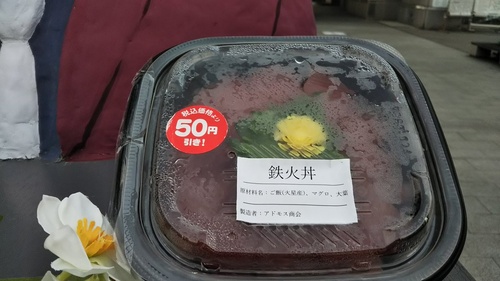 税込価格より
50円
引き!
鉄火丼
原材料名：ご飯(火星産)、マグロ、大葉
製造者：アドモス商会